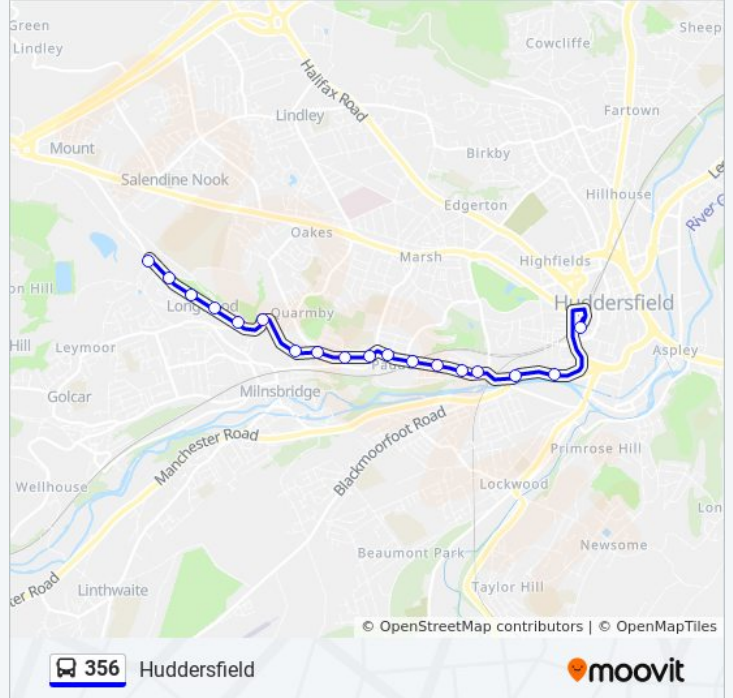 Green
Lindley
Cowcliffe
Sheep
Halifax Road
Lindley
Fartown
Mount
Birkby
Salendine Nook
Hillhouse
Edgerton
River
Oakes
Marsh
Highfields
on Hill
Huddersfield
Quarmby
Hill
Leymoor
Aspley
Golcar
Milnsbridge
Manchester Road
Blackmoorfoot Road
Primrose Hill
Wellhouse
Lockwood
Lon
Newsome
Beaumont Park
ter Road
Linthwaite
Taylor Hill
© OpenStreetMap contributors | © OpenMapTiles
356 Huddersfield
moovit